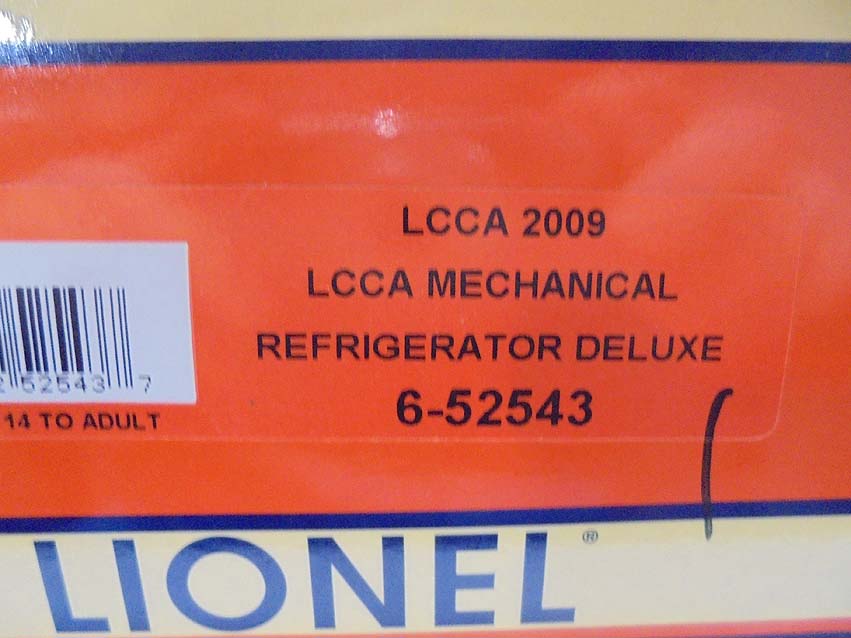 LCCA 2009
LCCA MECHANICAL
REFRIGERATOR DELUXE
6-52543
52543 7
14 TO ADULT
LIONEL®